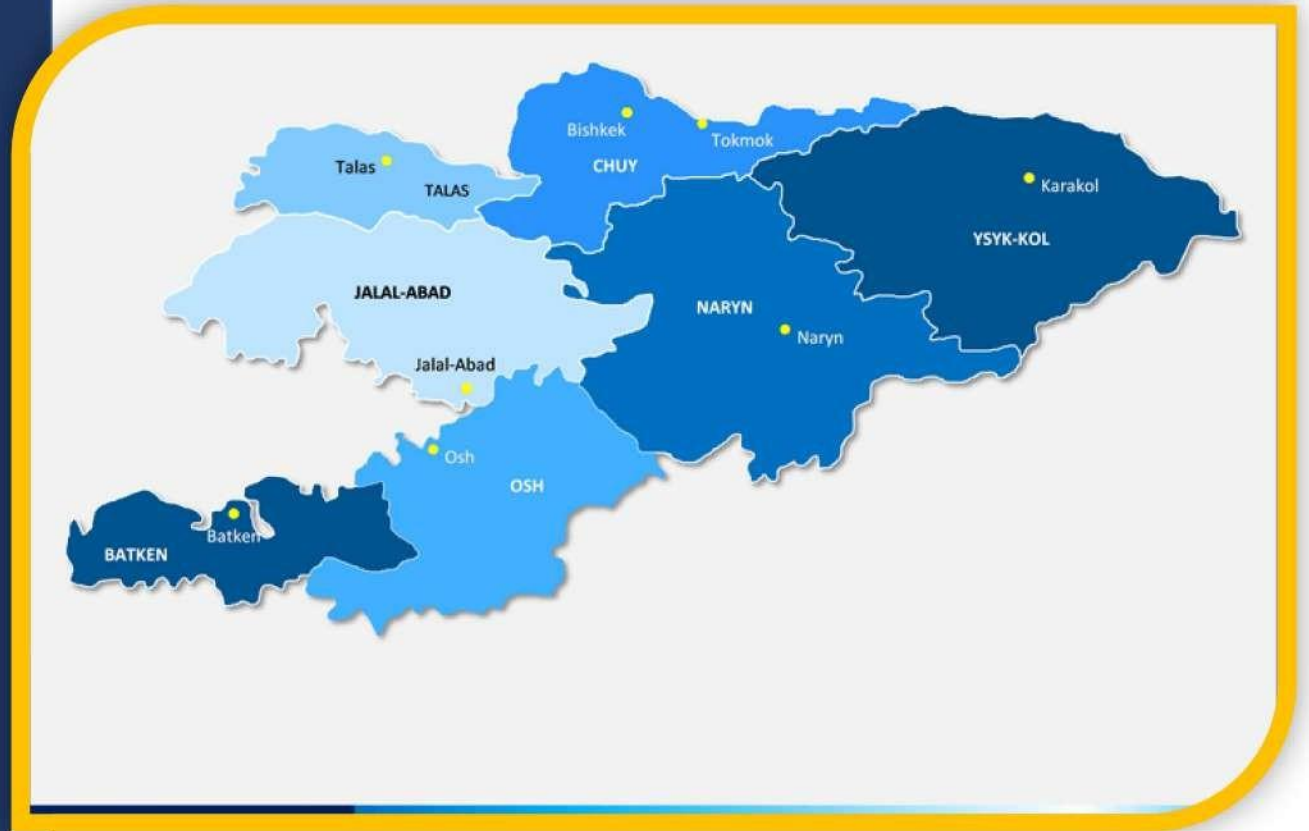 Bishkek
Tokmok
CHUY
Talas
TALAS
Karakol
YSYK-KOL
JALAL-ABAD
NARYN
Naryn
Jalal-Abad
Osh
OSH
Batken
BATKEN